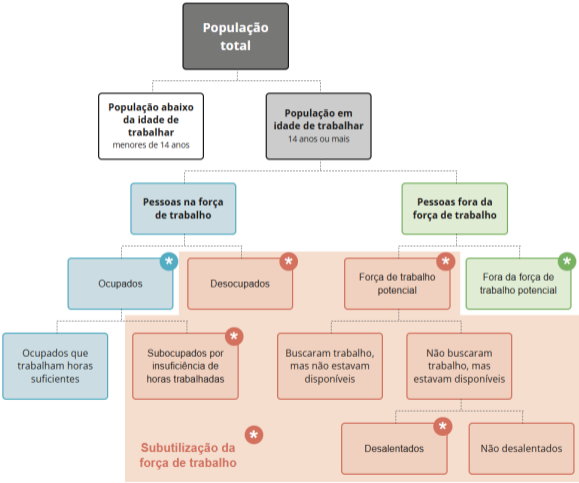 População
total
População abaixo
da idade de
trabalhar
menores de 14 anos
População em
idade de trabalhar
14 anos ou mais
Pessoas na força
de trabalho
Pessoas fora da
força de trabalho
*
Ocupados
*
Desocupados
*
Força de trabalho
potencial
*
Fora da força de
trabalho potencial
Ocupados que
trabalham horas
suficientes
*
Subocupados por
insuficiência de
horas trabalhadas
Buscaram trabalho,
mas não estavam
disponíveis
Não buscaram
trabalho, mas
estavam disponíveis
*
Subutilização da
força de trabalho
*
Desalentados
Não desalentados